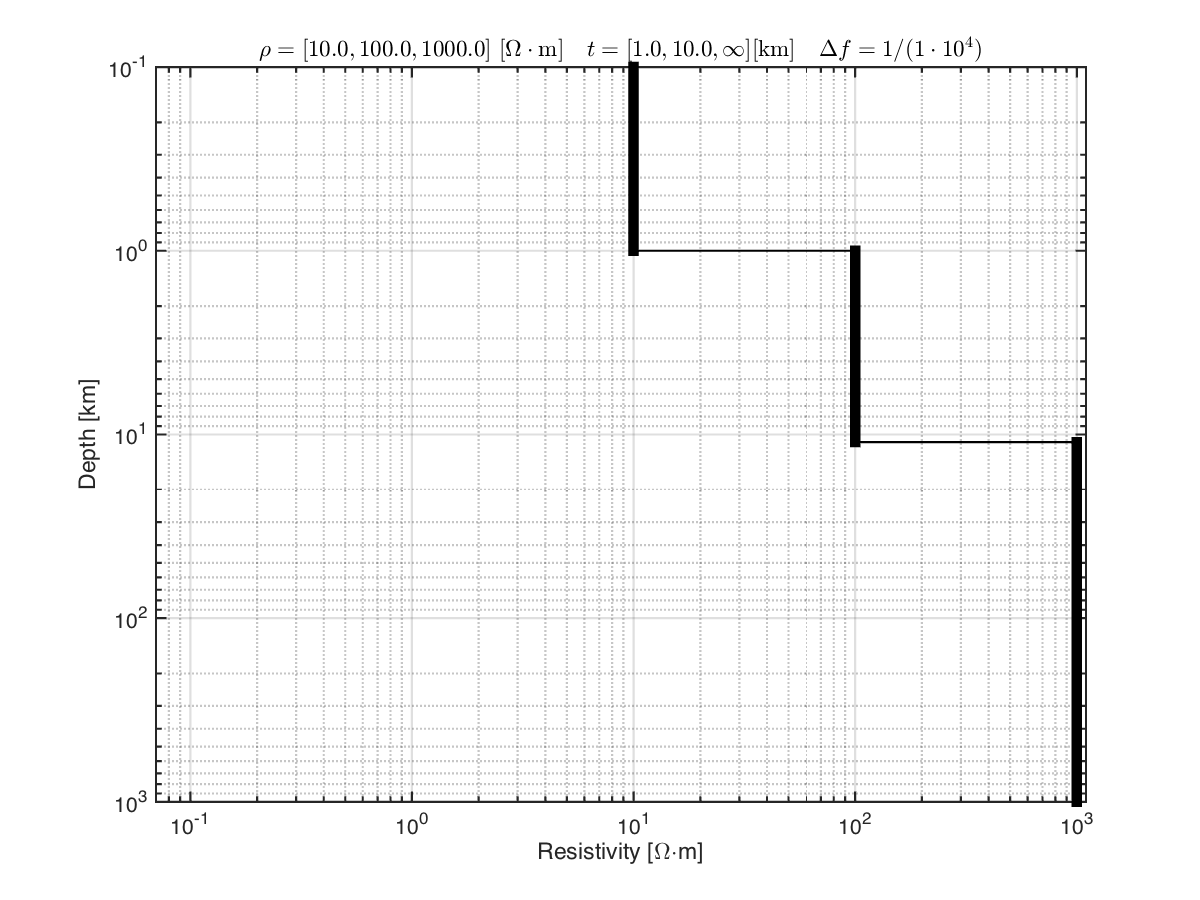 ρ = [10.0, 100.0, 1000.0] [Ω · m] t = [1.0, 10.0, ∞][km] Δf = 1/(1 · 10⁴)
10⁻¹
10⁰
10¹
10²
10³
Depth [km]
10⁻¹ 10⁰ 10¹ 10² 10³
Resistivity [Ω·m]